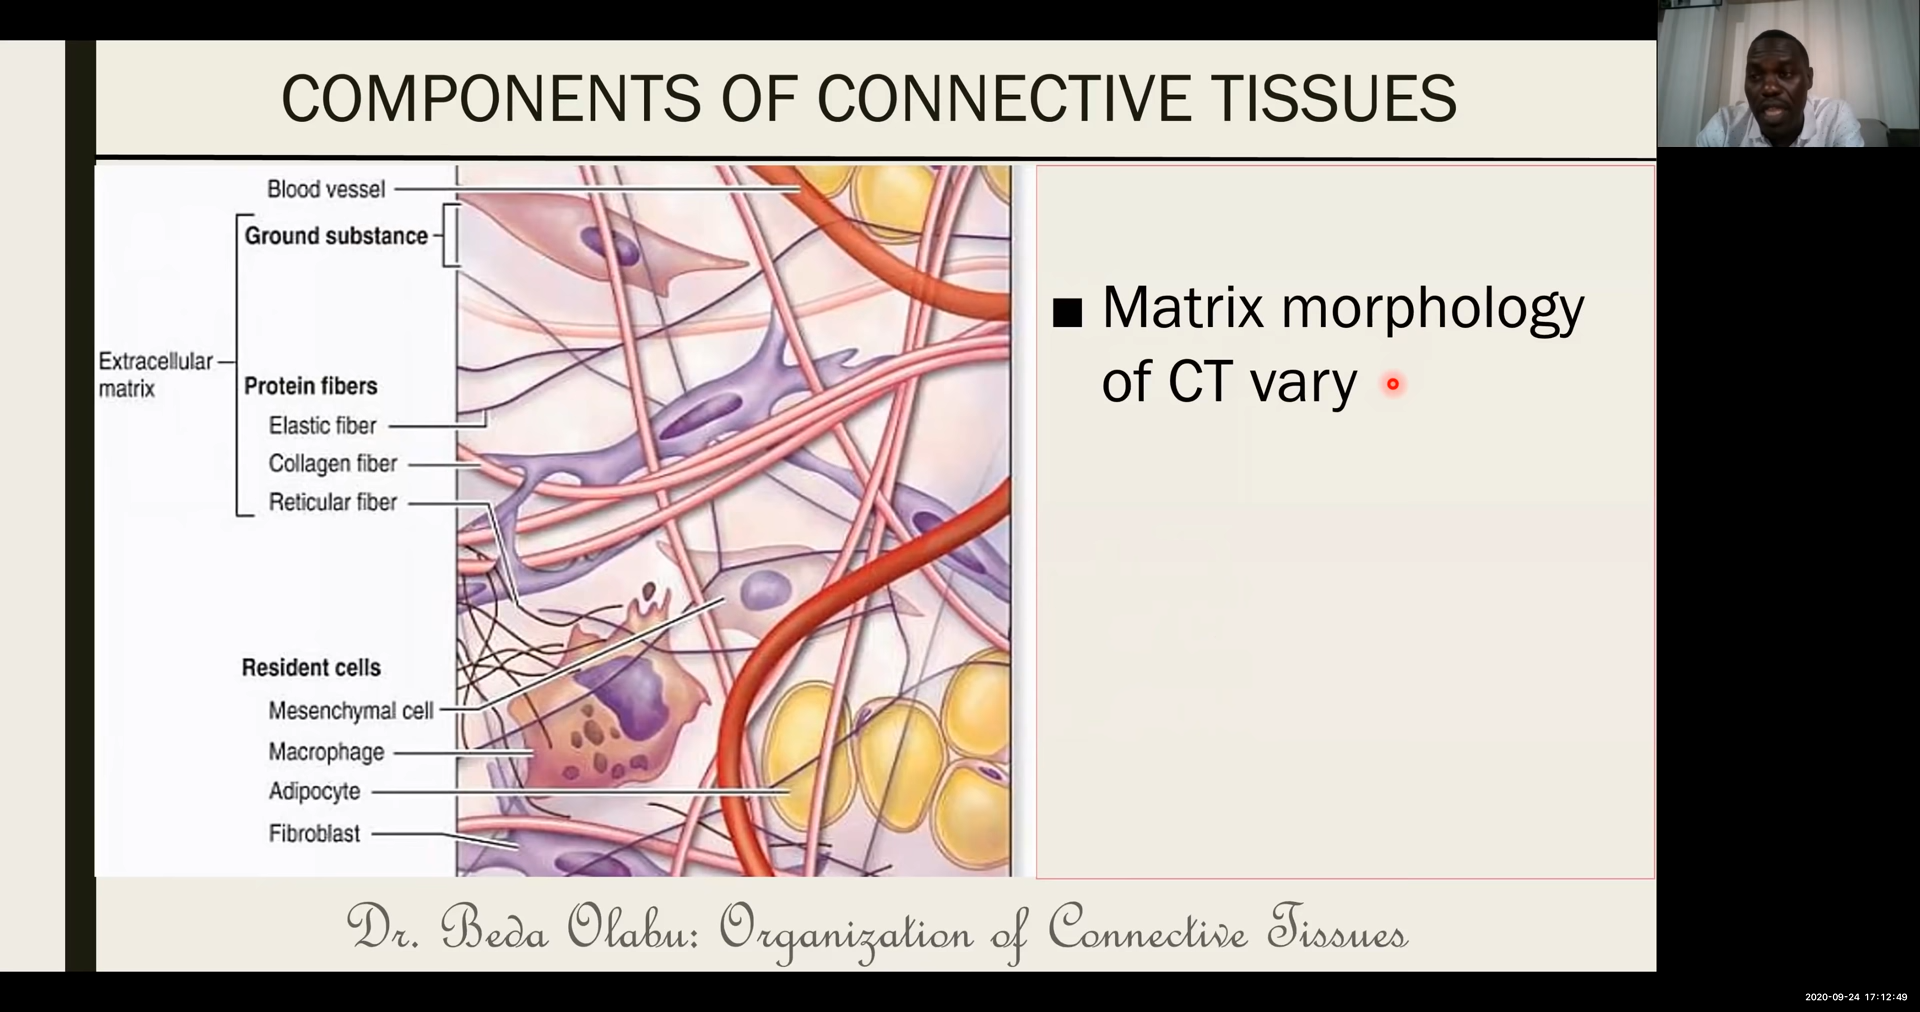 COMPONENTS OF CONNECTIVE TISSUES
Blood vessel
Ground substance
Extracellular
matrix
Protein fibers
Elastic fiber
Collagen fiber
Reticular fiber
Resident cells
Mesenchymal cell
Macrophage
Adipocyte
Fibroblast
■ Matrix morphology
of CT vary
Dr. Beda Olabu: Organization of Connective Tissues
2020-09-24 17:12:49